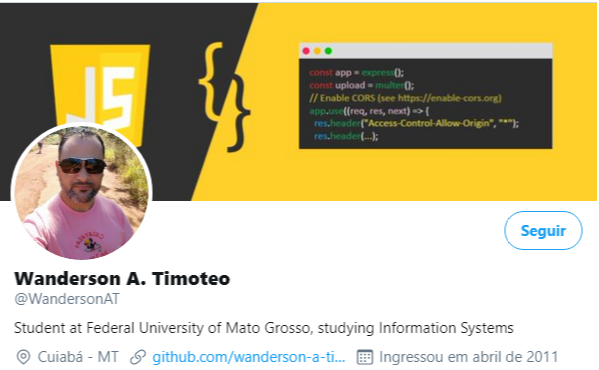 JS
{ }
const app = express();
const upload = multer();
// Enable CORS (see https://enable-cors.org)
app.use((req, res, next) => {
res.header("Access-Control-Allow-Origin", "*");
res.header(...);
Seguir
Wanderson A. Timoteo
@WandersonAT
Student at Federal University of Mato Grosso, studying Information Systems
Cuiabá - MT github.com/wanderson-a-ti... Ingressou em abril de 2011